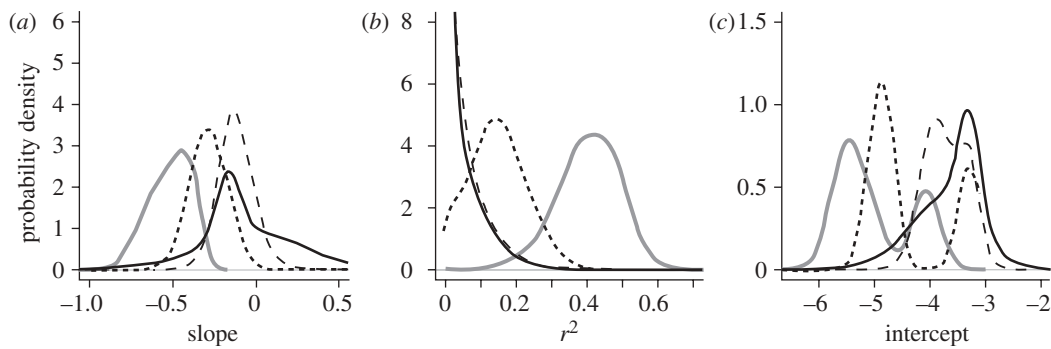 (a) 6 (b) 8 (c) 1.5
5
4 6
1.0
3 4
2 0.5
2
1
0 0 0
probability density
–1.0 –0.5 0 0.5 0 0.2 0.4 0.6 –6 –5 –4 –3 –2
slope r² intercept